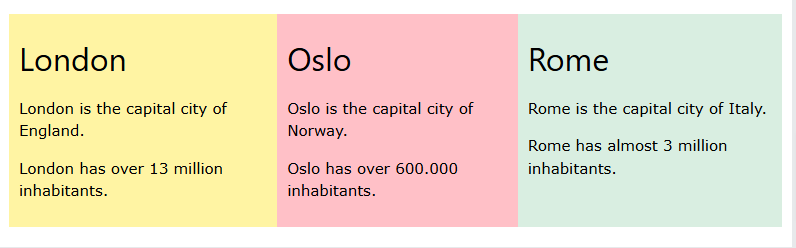 London
London is the capital city of
England.
London has over 13 million
inhabitants.
Oslo
Oslo is the capital city of
Norway.
Oslo has over 600.000
inhabitants.
Rome
Rome is the capital city of Italy.
Rome has almost 3 million
inhabitants.